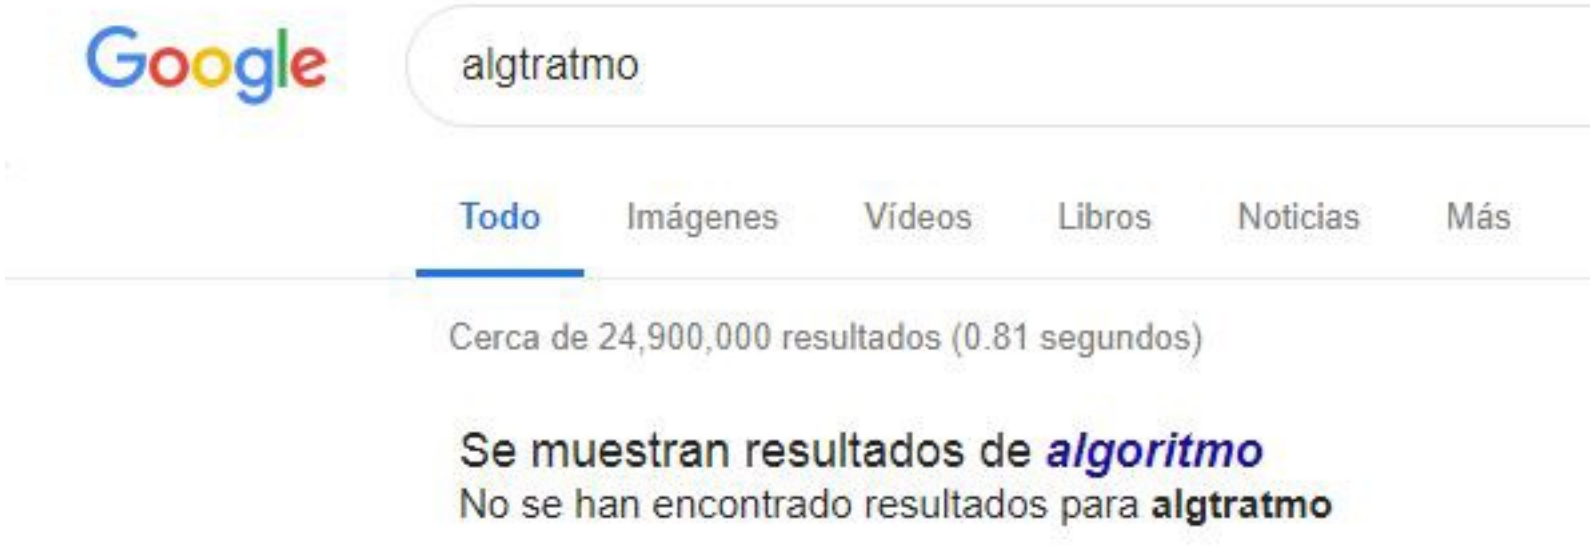 Google algtratmo
Todo Imágenes Vídeos Libros Noticias Más
Cerca de 24,900,000 resultados (0.81 segundos)
Se muestran resultados de algoritmo
No se han encontrado resultados para algtratmo